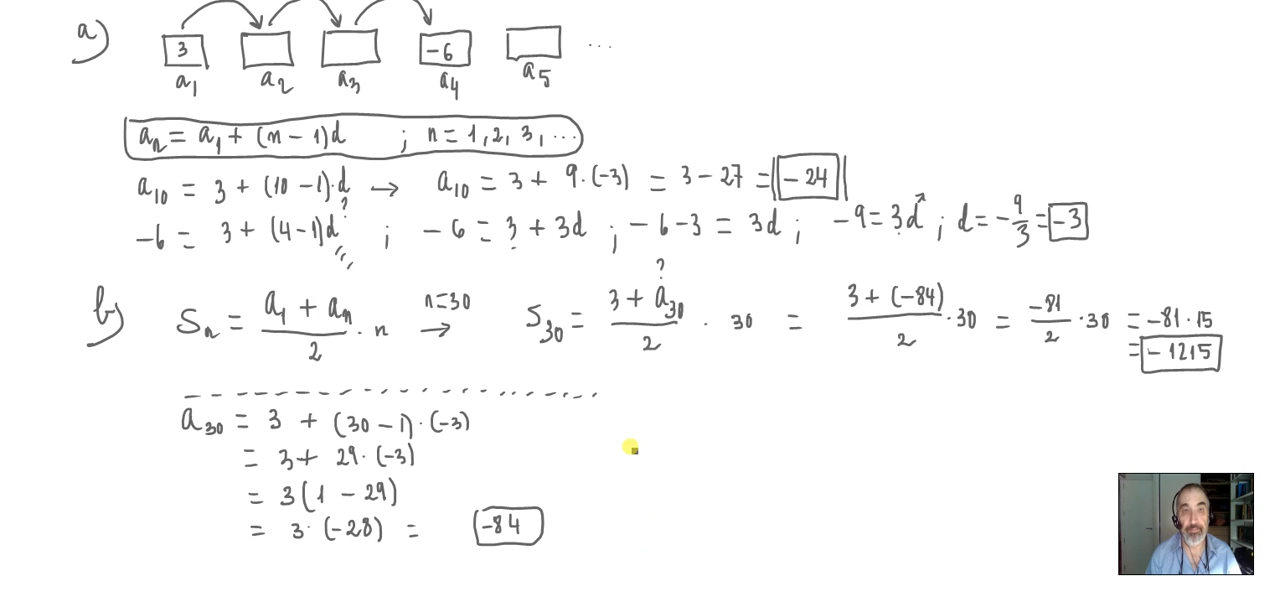 a) 3 -6 ...
a₁ a₂ a₃ a₄ a₅
aₙ = a₁ + (n - 1)d ; n = 1, 2, 3, ...
a₁₀ = 3 + (10 - 1)·d → a₁₀ = 3 + 9·(-3) = 3 - 27 = -24
?
-6 = 3 + (4-1)d ; -6 = 3 + 3d ; -6-3 = 3d ; -9 = 3d ; d = -9/3 = -3
?
b) Sₙ = (a₁ + aₙ)/2 · n n=30 → S₃₀ = (3 + a₃₀)/2 · 30 = (3 + (-84))/2 · 30 = -81/2 · 30 = -81 · 15
= -1215
a₃₀ = 3 + (30 - 1)·(-3)
= 3 + 29·(-3)
= 3(1 - 29)
= 3·(-28) = -84